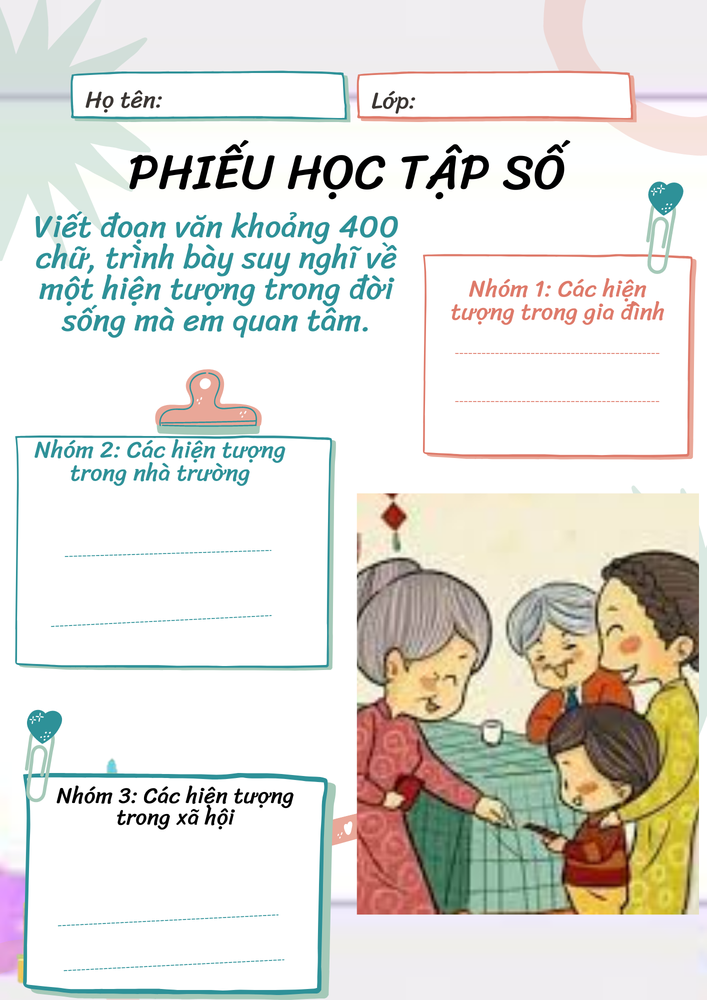 Họ tên:
Lớp:
PHIẾU HỌC TẬP SỐ
Viết đoạn văn khoảng 400
chữ, trình bày suy nghĩ về
một hiện tượng trong đời
sống mà em quan tâm.
Nhóm 1: Các hiện
tượng trong gia đình
Nhóm 2: Các hiện tượng
trong nhà trường
Nhóm 3: Các hiện tượng
trong xã hội